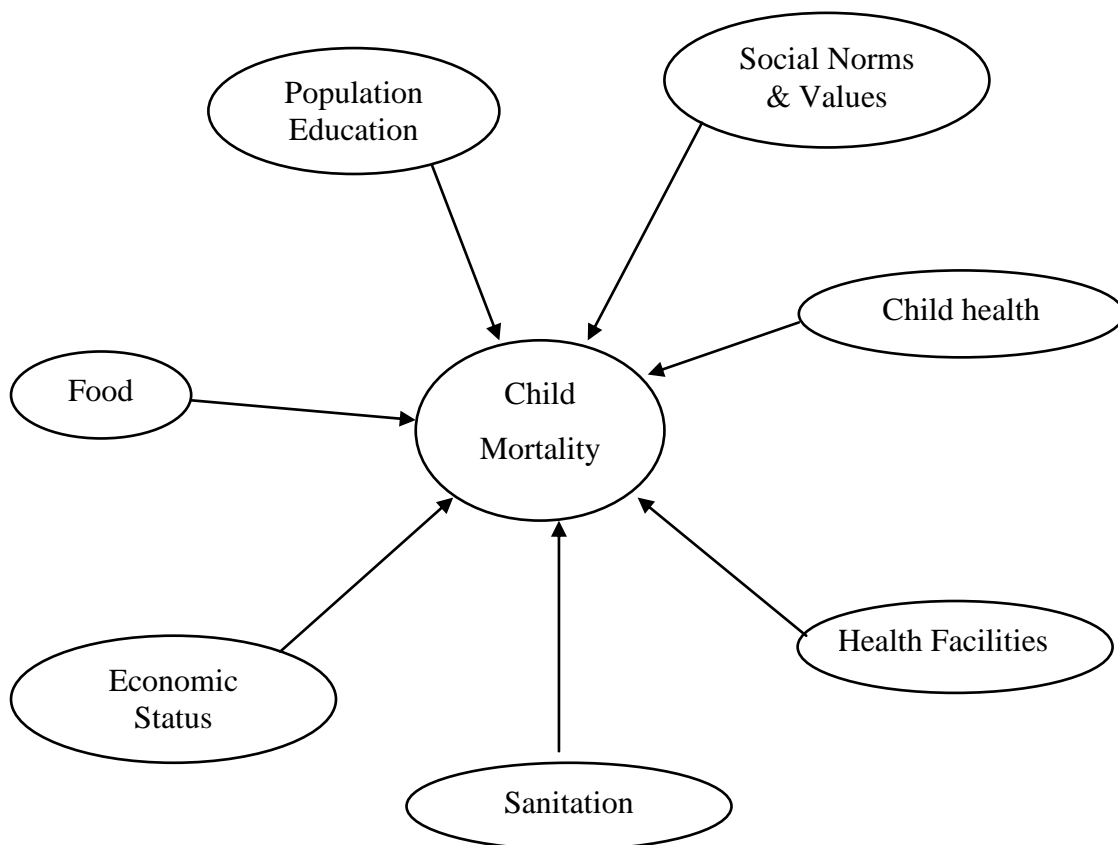 Social Norms
& Values
Population
Education
Child health
Food
Child
Mortality
Health Facilities
Economic
Status
Sanitation